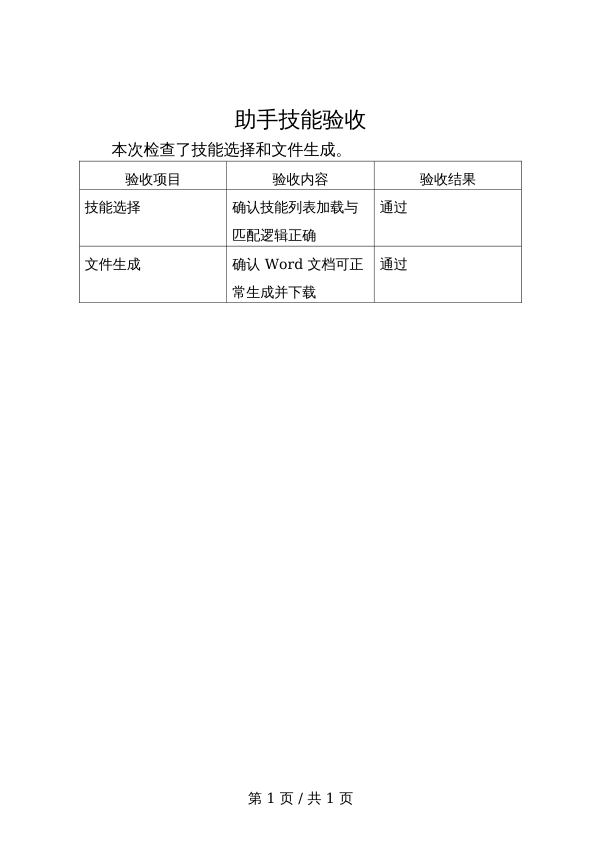 助手技能验收
本次检查了技能选择和文件生成。
验收项目 验收内容 验收结果
技能选择 确认技能列表加载与 通过
匹配逻辑正确
文件生成 确认 Word 文档可正 通过
常生成并下载
第 1 页 / 共 1 页